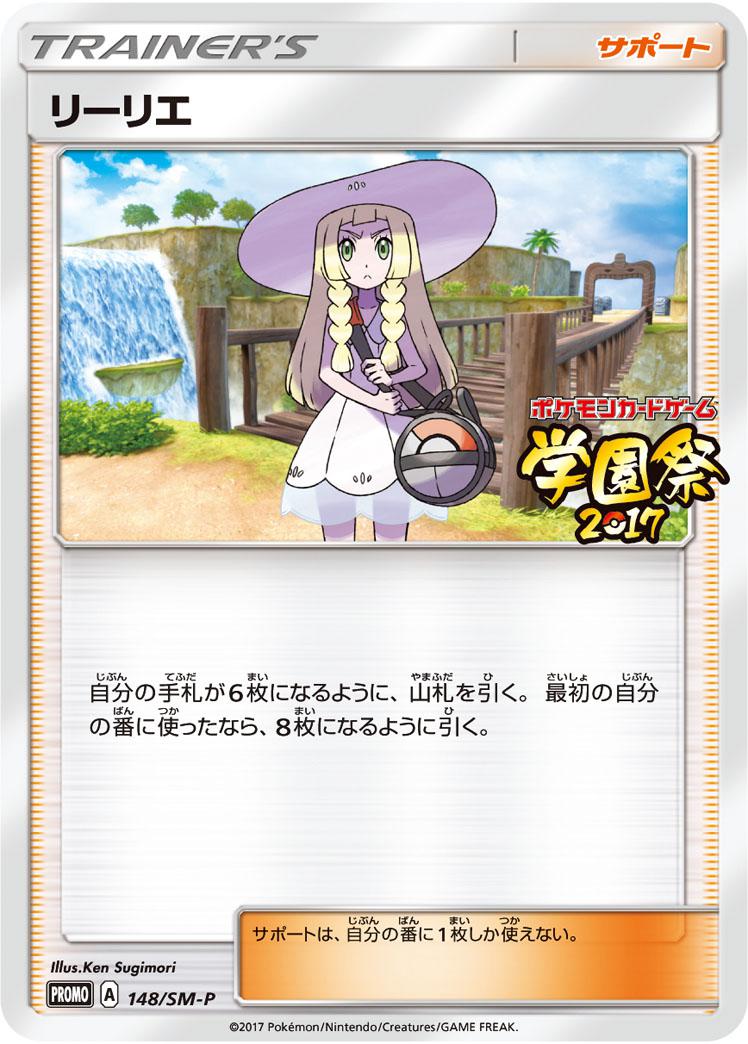 TRAINER'S
サポート
リーリエ
ポケモンカードゲーム
学園祭
2017
自分の手札が6枚になるように、山札を引く。 最初の自分
の番に使ったなら、8枚になるように引く。
サポートは、自分の番に1枚しか使えない。
Illus.Ken Sugimori
PROMO A 148/SM-P
©2017 Pokémon/Nintendo/Creatures/GAME FREAK.